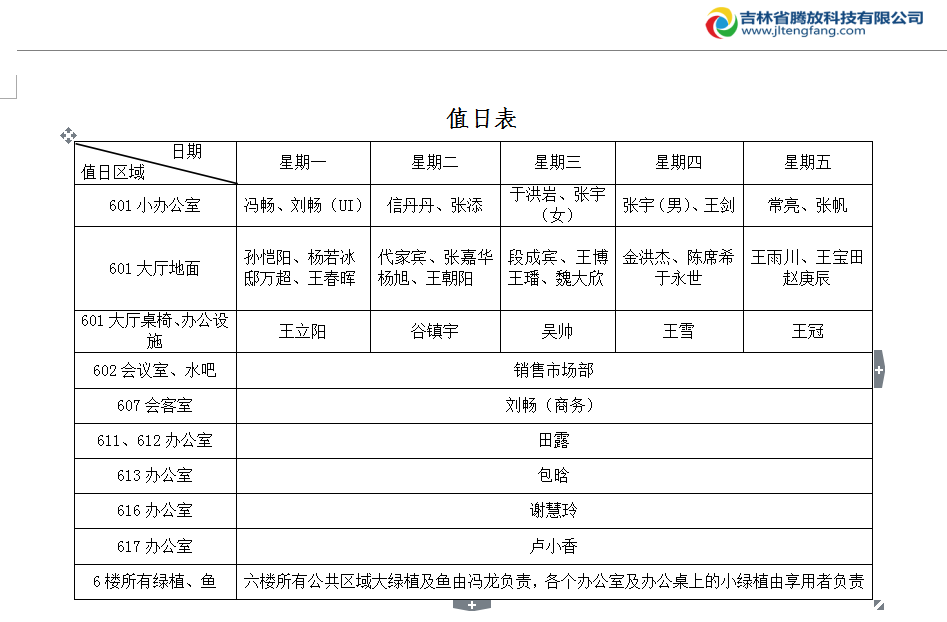 吉林省腾放科技有限公司
www.jltengfang.com
值日表
日期
值日区域
星期一 星期二 星期三 星期四 星期五
601 小办公室 冯畅、刘畅（UI） 信丹丹、张添 于洪岩、张宇（女） 张宇（男）、王剑 常亮、张帆
601 大厅地面 孙恺阳、杨若冰 代家宾、张嘉华 段成宾、王博 金洪杰、陈席希 王雨川、王宝田
邸万超、王春晖 杨旭、王朝阳 王璠、魏大欣 于永世 赵庚辰
601 大厅桌椅、办公设施 王立阳 谷镇宇 吴帅 王雪 王冠
602 会议室、水吧 销售市场部
607 会客室 刘畅（商务）
611、612 办公室 田露
613 办公室 包晗
616 办公室 谢慧玲
617 办公室 卢小香
6 楼所有绿植、鱼 六楼所有公共区域大绿植及鱼由冯龙负责，各个办公室及办公桌上的小绿植由享用者负责